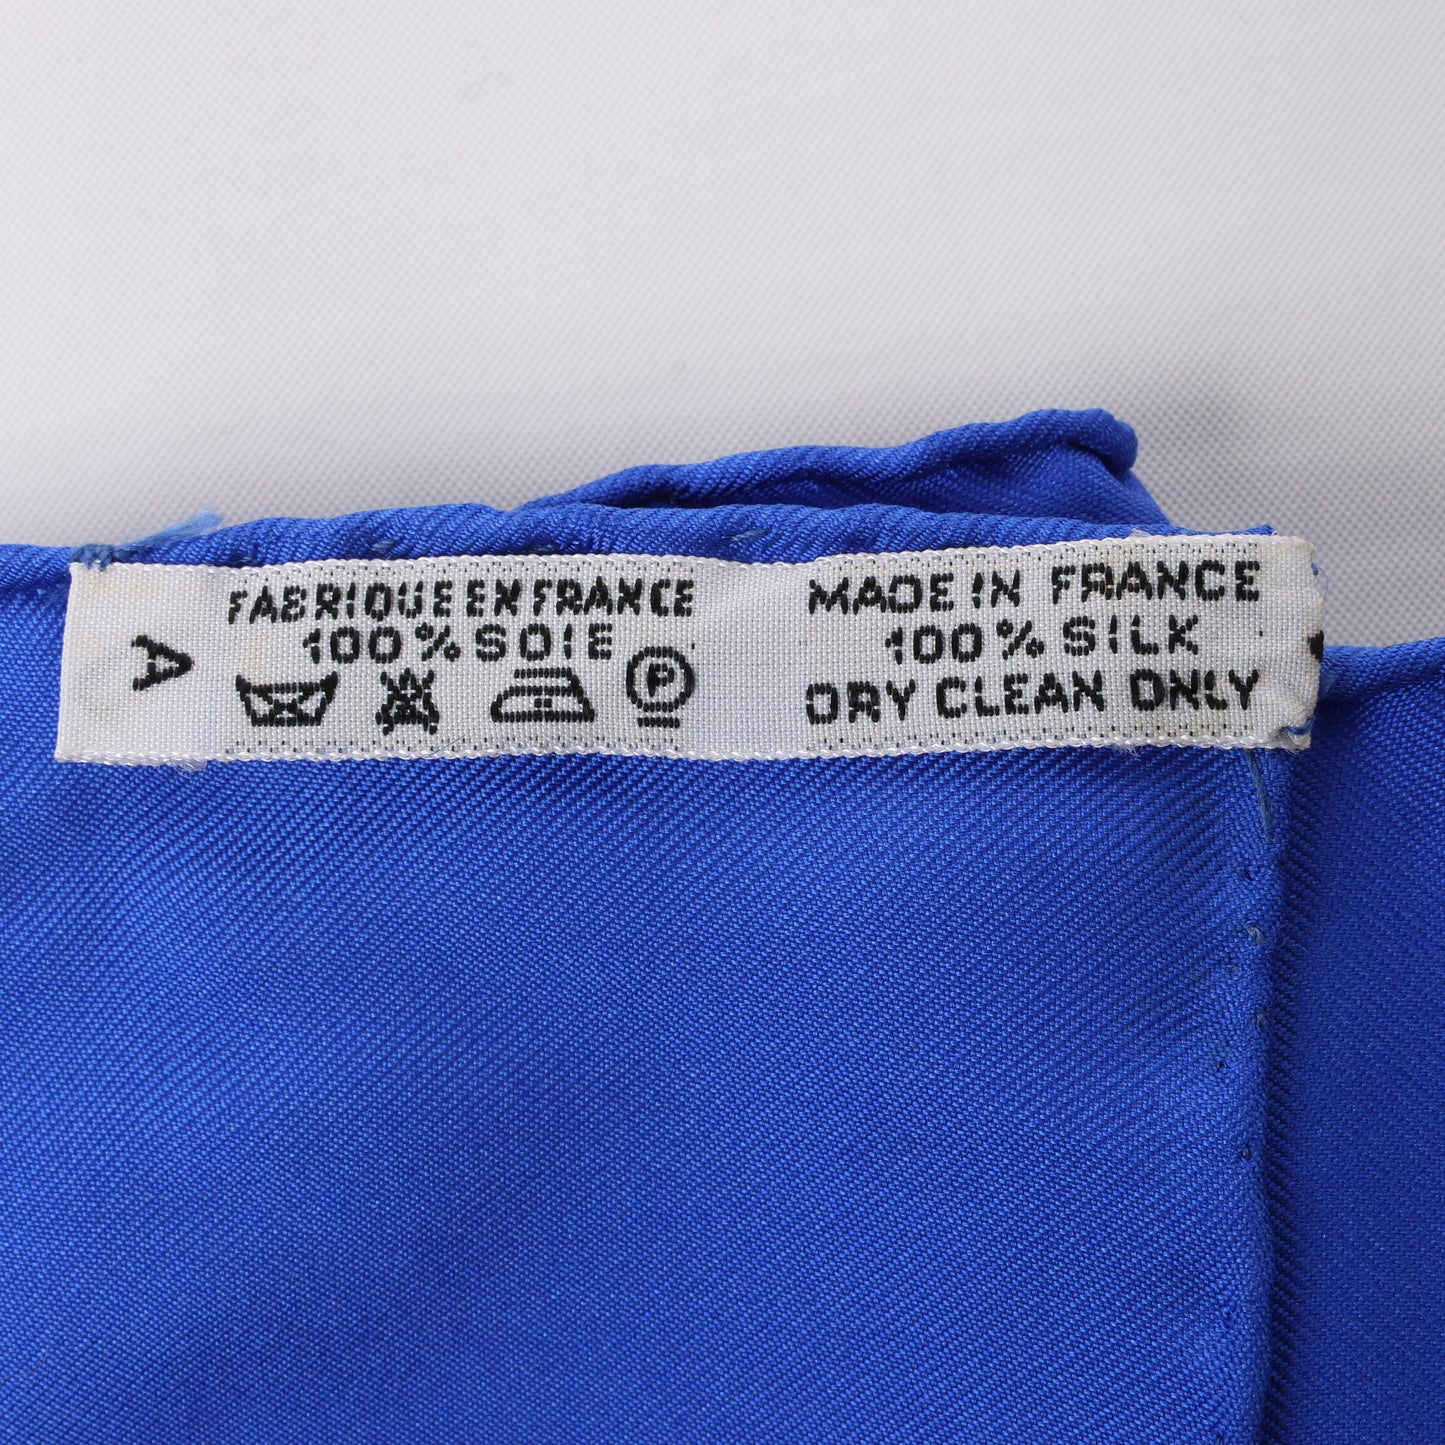 A
FABRIQUE EN FRANCE
100% SOIE
P
MADE IN FRANCE
100% SILK
DRY CLEAN ONLY